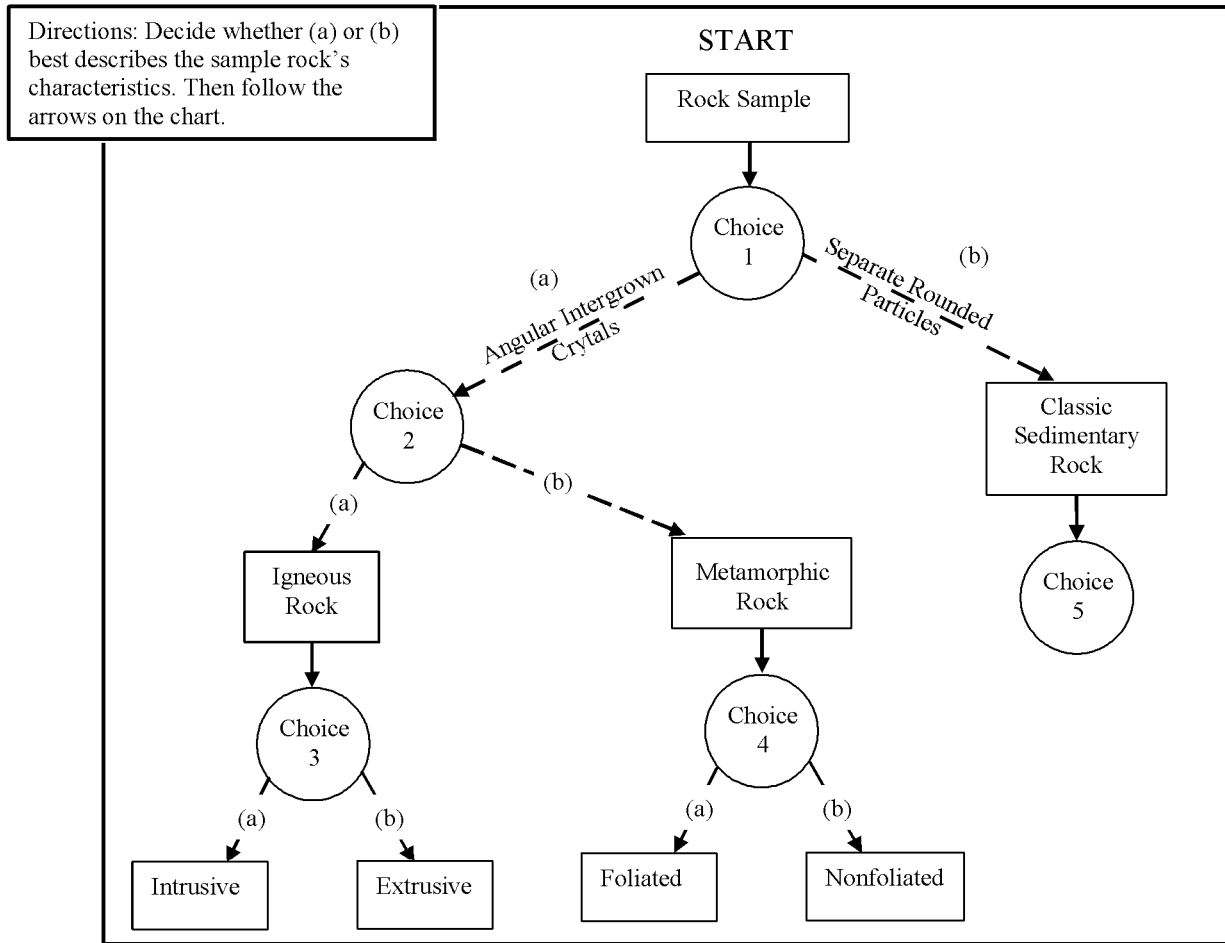 Directions: Decide whether (a) or (b)
best describes the sample rock's
characteristics. Then follow the
arrows on the chart.
START
Rock Sample
Choice
1
(a)
Angular Intergrown
Crytals
(b)
Separate Rounded
Particles
Choice
2
Classic
Sedimentary
Rock
(a)
(b)
Igneous
Rock
Metamorphic
Rock
Choice
5
Choice
3
Choice
4
(a)
(b)
(a)
(b)
Intrusive
Extrusive
Foliated
Nonfoliated